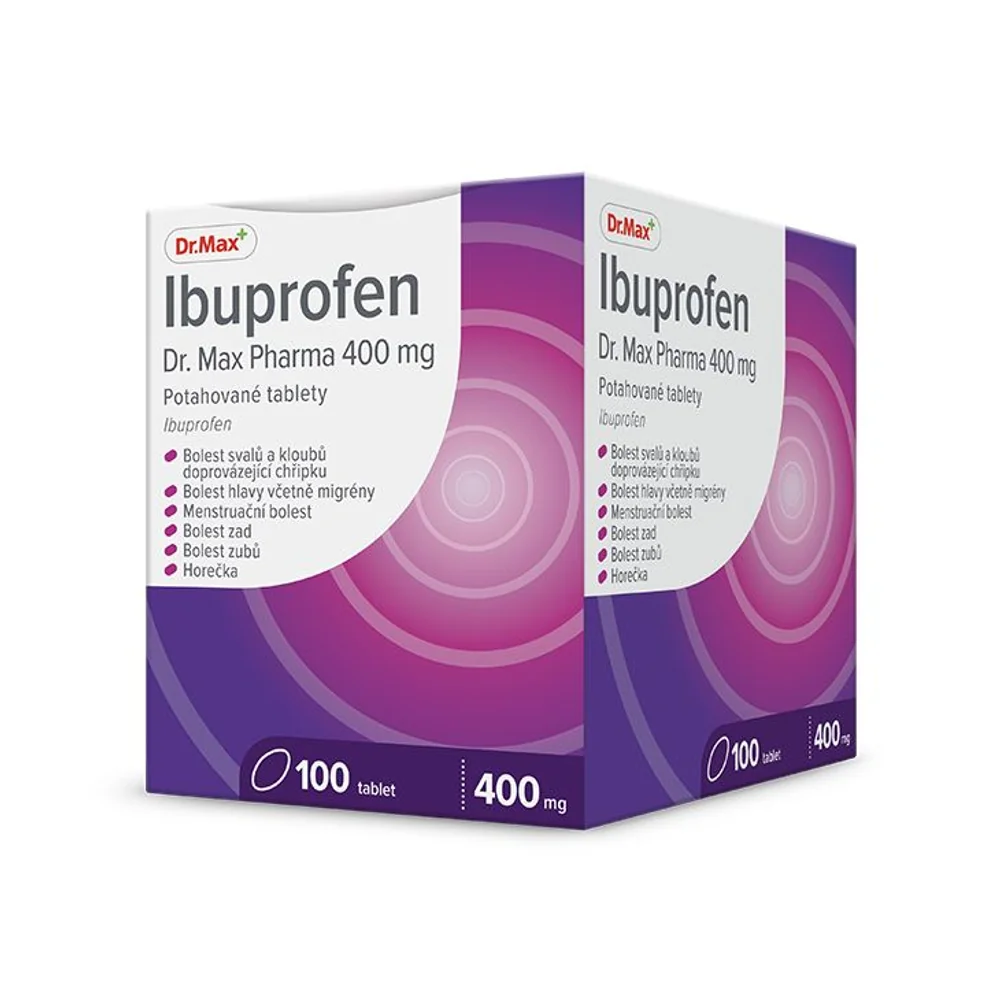 Dr.Max+
Ibuprofen
Dr. Max Pharma 400 mg
Potahované tablety
Ibuprofen
Bolest svalů a kloubů
doprovázející chřipku
Bolest hlavy včetně migrény
Menstruační bolest
Bolest zad
Bolest zubů
Horečka
100 tablet
400 mg
Dr.Max+
Ibuprofen
Dr. Max Pharma 400 mg
Potahované tablety
Ibuprofen
Bolest svalů a kloubů
doprovázející chřipku
Bolest hlavy včetně migrény
Menstruační bolest
Bolest zad
Bolest zubů
Horečka
100 tablet
400 mg